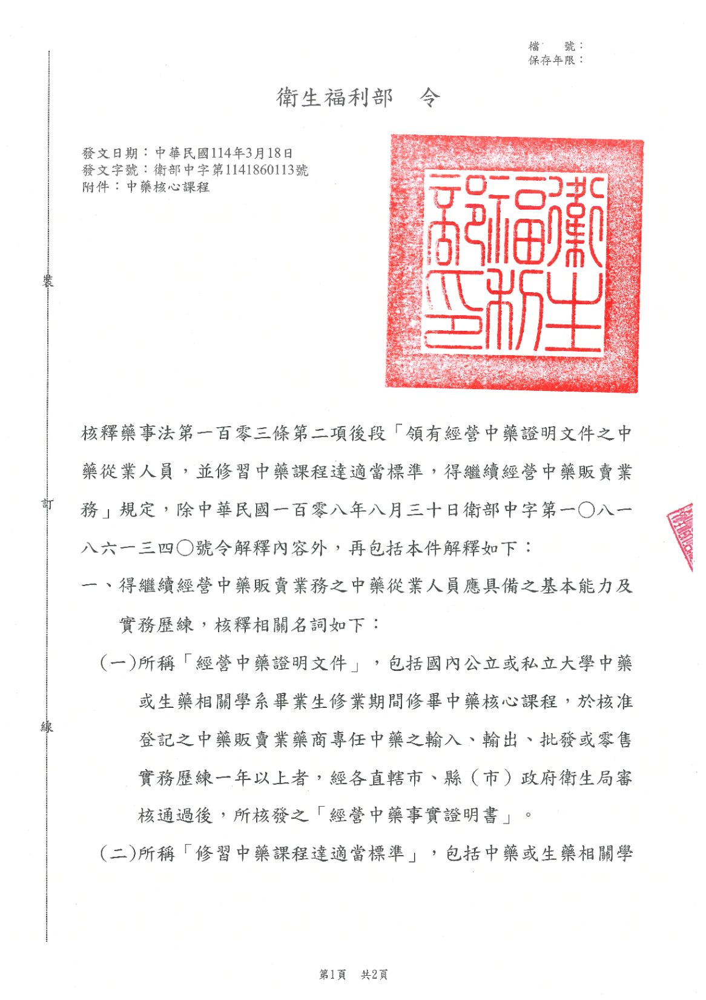 檔　　號：
保存年限：
衛生福利部　令
發文日期：中華民國114年3月18日
發文字號：衛部中字第1141860113號
附件：中藥核心課程
衛生福利部印
核釋藥事法第一百零三條第二項後段「領有經營中藥證明文件之中
藥從業人員，並修習中藥課程達適當標準，得繼續經營中藥販賣業
務」規定，除中華民國一百零八年八月三十日衛部中字第一○八一
八六一三四○號令解釋內容外，再包括本件解釋如下：
一、得繼續經營中藥販賣業務之中藥從業人員應具備之基本能力及
實務歷練，核釋相關名詞如下：
(一)所稱「經營中藥證明文件」，包括國內公立或私立大學中藥
或生藥相關學系畢業生修業期間修畢中藥核心課程，於核准
登記之中藥販賣業藥商專任中藥之輸入、輸出、批發或零售
實務歷練一年以上者，經各直轄市、縣（市）政府衛生局審
核通過後，所核發之「經營中藥事實證明書」。
(二)所稱「修習中藥課程達適當標準」，包括中藥或生藥相關學
裝
訂
線
第1頁　共2頁